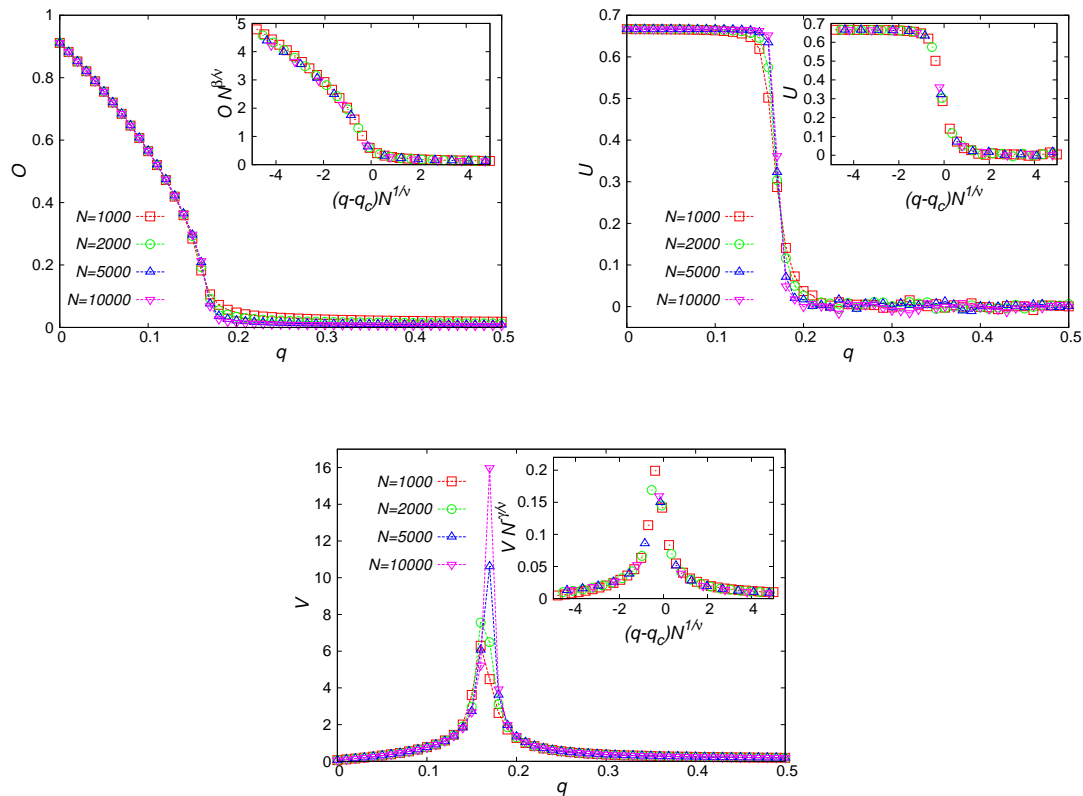 O
1
0.8
0.6
0.4
0.2
0
0 0.1 0.2 0.3 0.4 0.5
q
N=1000
N=2000
N=5000
N=10000
O N^{β/ν}
5
4
3
2
1
0
-4 -2 0 2 4
(q-q_c)N^{1/ν}
U
0.7
0.6
0.5
0.4
0.3
0.2
0.1
0
0 0.1 0.2 0.3 0.4 0.5
q
N=1000
N=2000
N=5000
N=10000
U
0.7
0.6
0.5
0.4
0.3
0.2
0.1
0
-4 -2 0 2 4
(q-q_c)N^{1/ν}
V
16
14
12
10
8
6
4
2
0
0 0.1 0.2 0.3 0.4 0.5
q
N=1000
N=2000
N=5000
N=10000
V N^{-γ/ν}
0.2
0.15
0.1
0.05
0
-4 -2 0 2 4
(q-q_c)N^{1/ν}